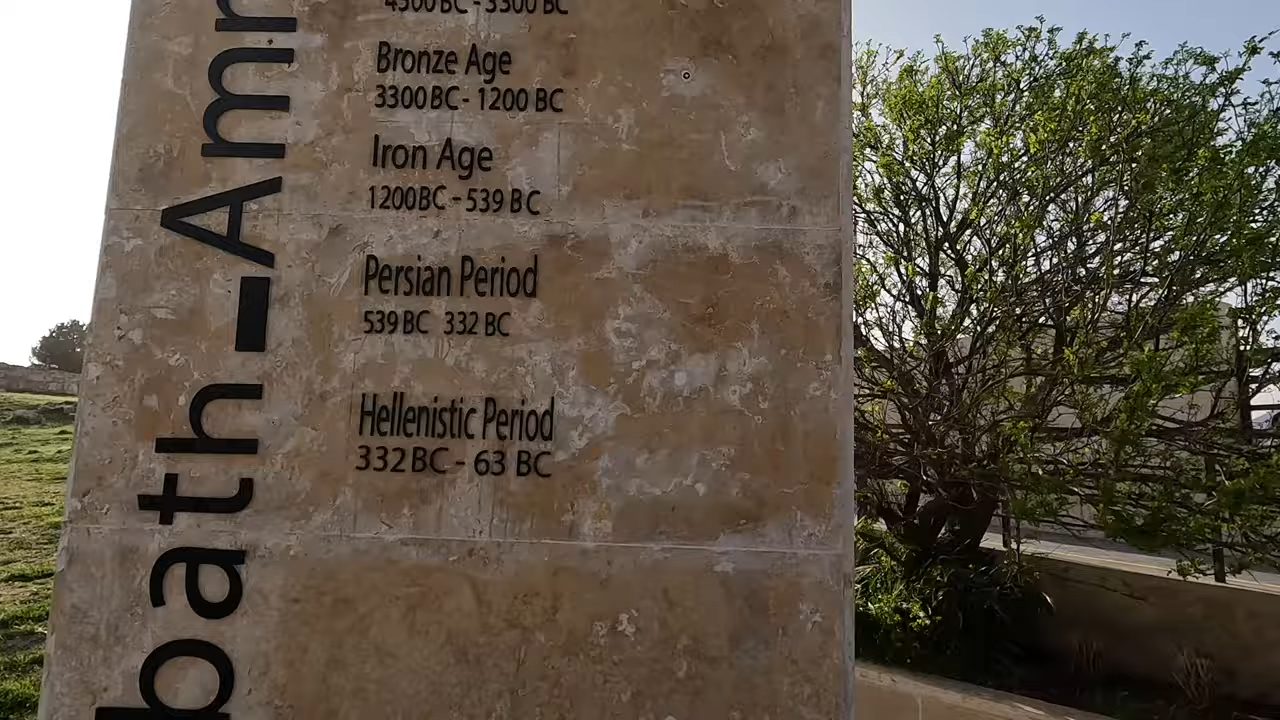 bath-Amm
4500 BC - 3300 BC
Bronze Age
3300 BC - 1200 BC
Iron Age
1200 BC - 539 BC
Persian Period
539 BC 332 BC
Hellenistic Period
332 BC - 63 BC